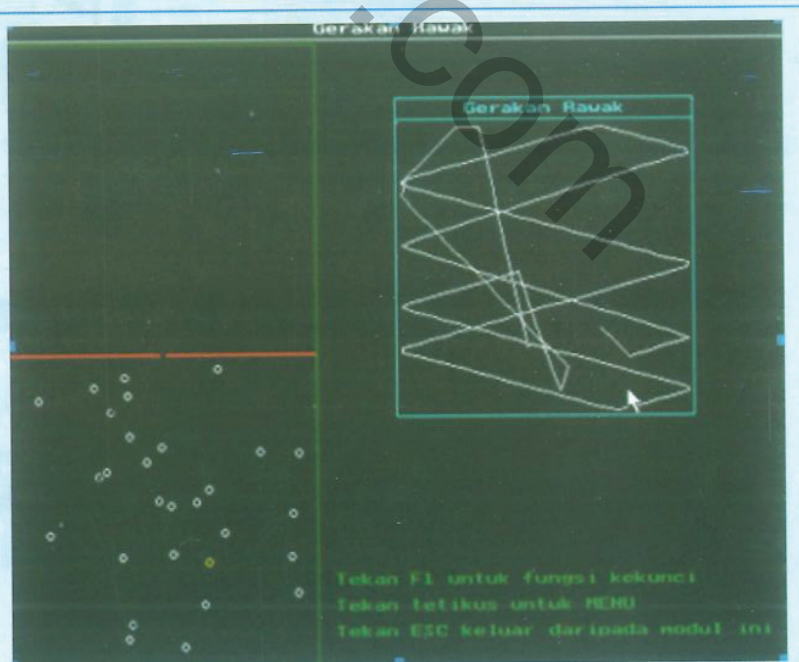 Gerakan Rawak
Gerakan Rawak
Tekan F1 untuk fungsi kekunci
Tekan tetikus untuk MENU
Tekan ESC keluar daripada modul ini
.com